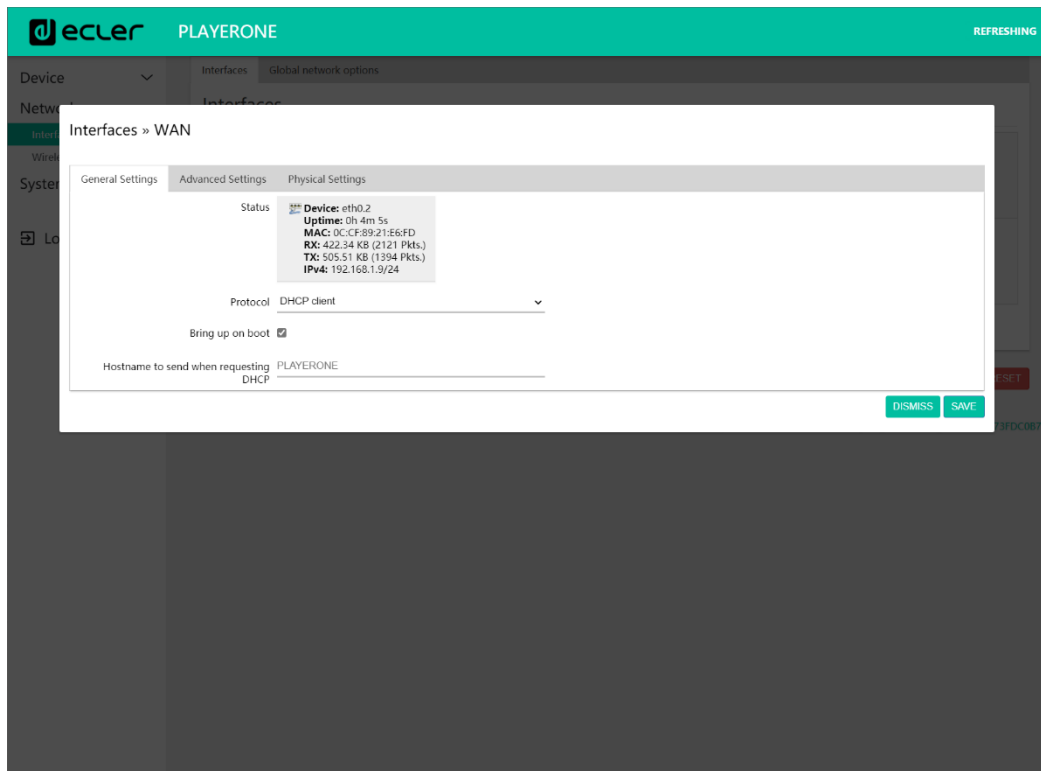 ecler PLAYERONE REFRESHING
Device
Interfaces Global network options
Interfaces
Interfaces » WAN
General Settings Advanced Settings Physical Settings
Status
Device: eth0.2
Uptime: 0h 4m 5s
MAC: 0C:CF:89:21:E6:FD
RX: 422.34 KB (2121 Pkts.)
TX: 505.51 KB (1394 Pkts.)
IPv4: 192.168.1.9/24
Protocol DHCP client
Bring up on boot
Hostname to send when requesting DHCP PLAYERONE
DISMISS SAVE